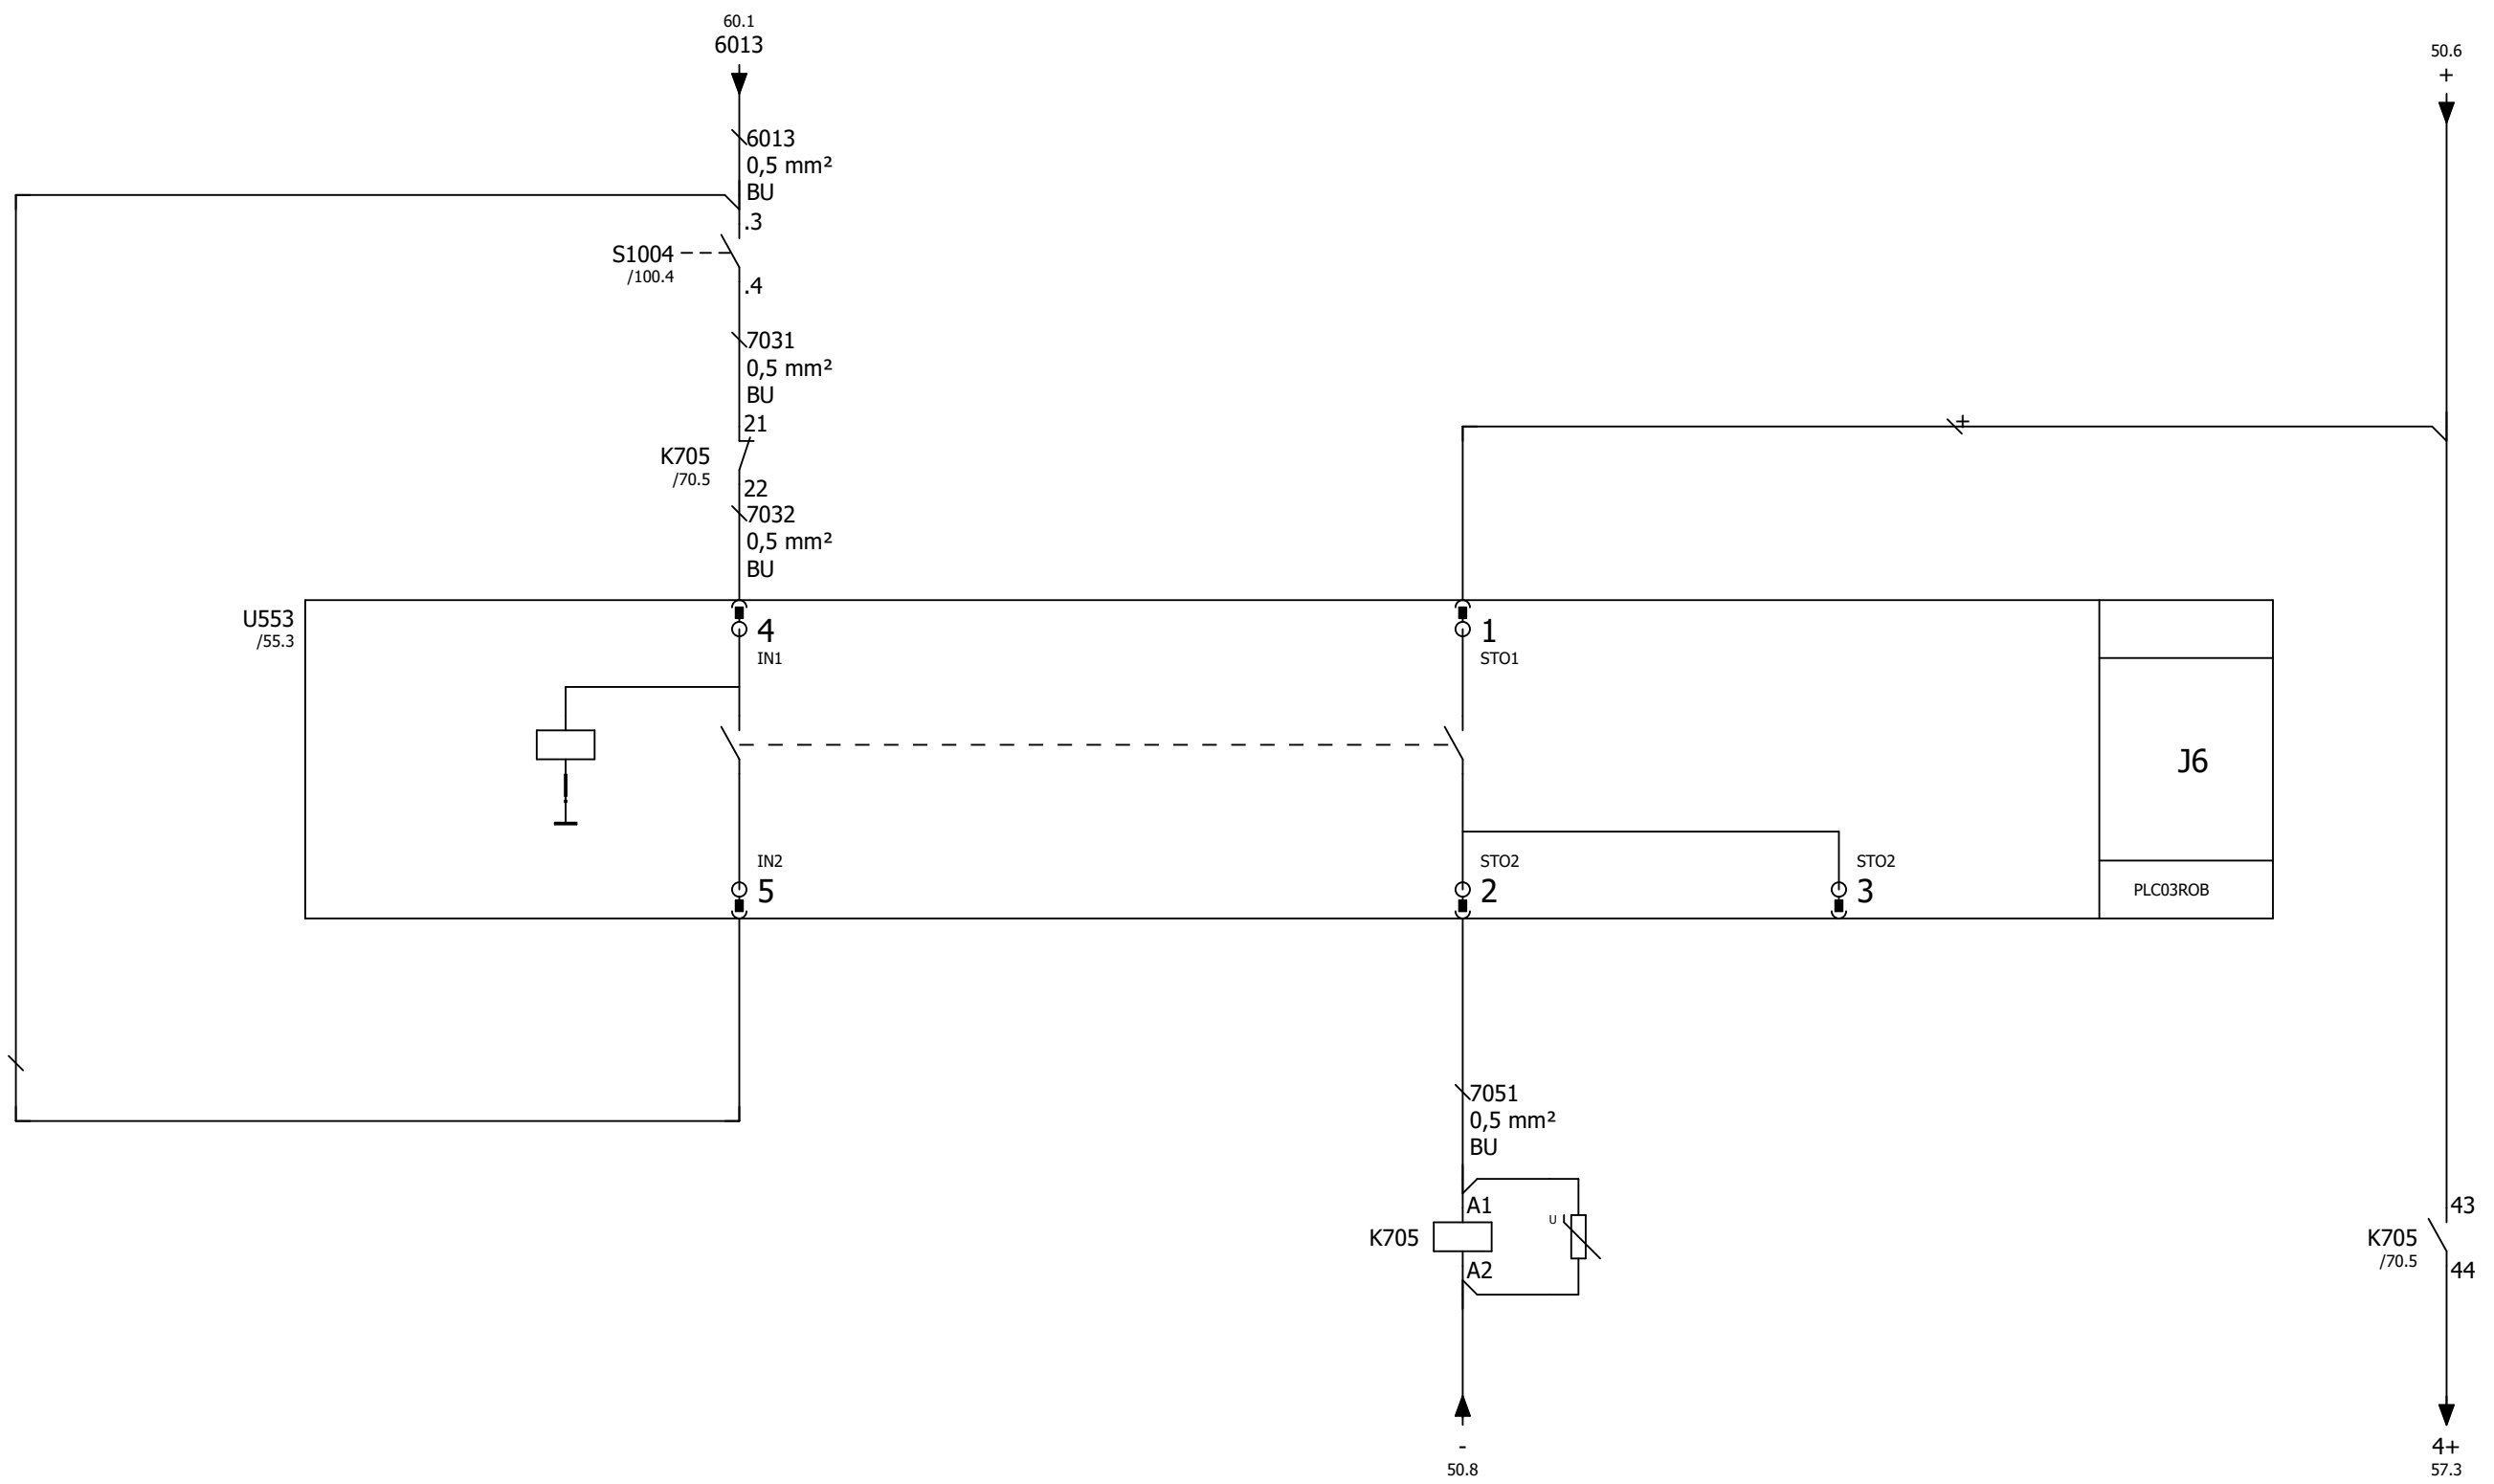 60.1
6013
50.6
+
6013
0,5 mm²
BU
.3
S1004
/100.4
.4
7031
0,5 mm²
BU
21
+
K705
/70.5
22
7032
0,5 mm²
BU
U553
/55.3
4
IN1
1
STO1
J6
IN2
5
STO2
2
STO2
3
PLC03ROB
7051
0,5 mm²
BU
A1
K705
U
A2
43
K705
/70.5
44
-
50.8
4+
57.3